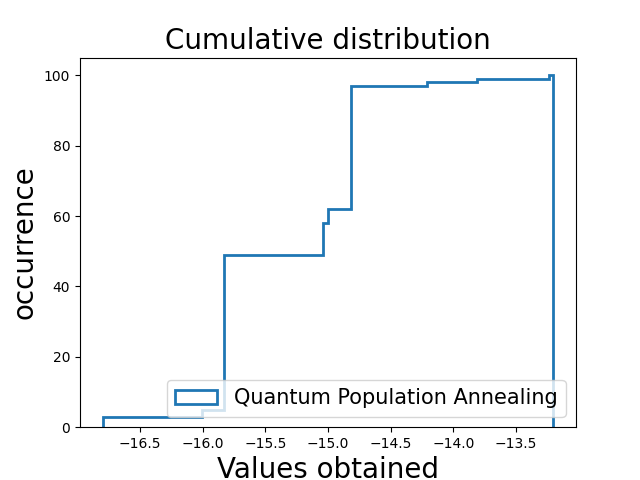 Cumulative distribution
occurrence
100
80
60
40
20
0
Quantum Population Annealing
−16.5 −16.0 −15.5 −15.0 −14.5 −14.0 −13.5
Values obtained